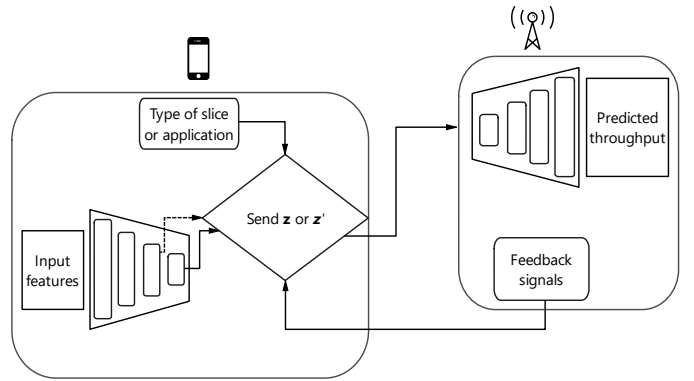 Type of slice
or application
Send z or z'
Input
features
Predicted
throughput
Feedback
signals